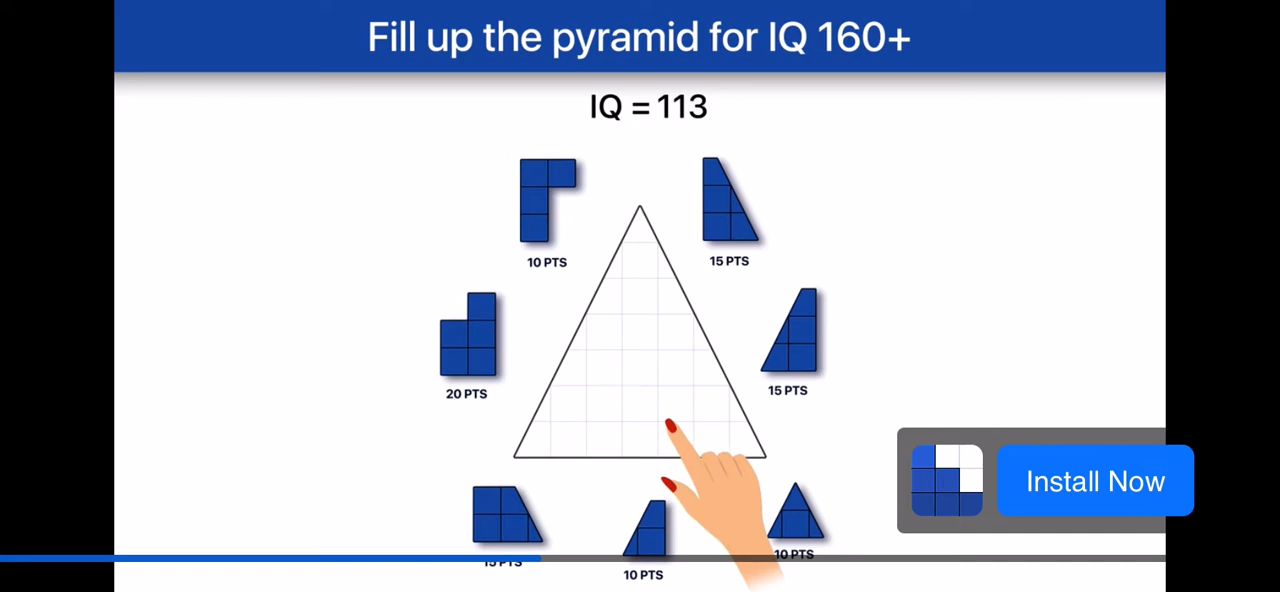 Fill up the pyramid for IQ 160+
IQ = 113
10 PTS
15 PTS
20 PTS
15 PTS
Install Now
15 PTS
10 PTS
10 PTS